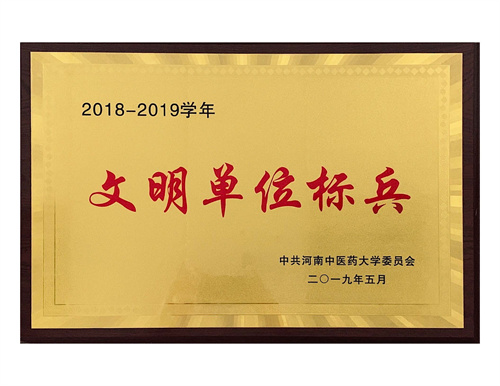 2018-2019学年
文明单位标兵
中共河南中医药大学委员会
二〇一九年五月